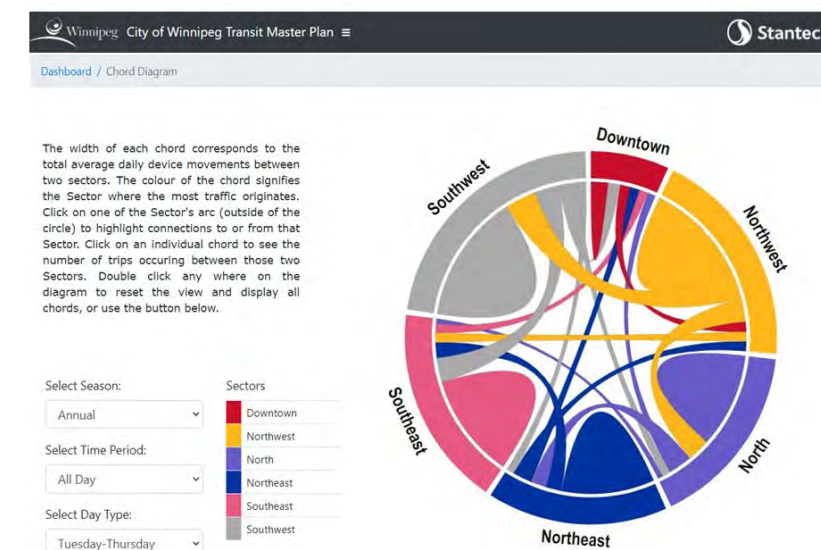 Winnipeg City of Winnipeg Transit Master Plan ≡
Stantec
Dashboard / Chord Diagram
The width of each chord corresponds to the
total average daily device movements between
two sectors. The colour of the chord signifies
the Sector where the most traffic originates.
Click on one of the Sector's arc (outside of the
circle) to highlight connections to or from that
Sector. Click on an individual chord to see the
number of trips occuring between those two
Sectors. Double click any where on the
diagram to reset the view and display all
chords, or use the button below.
Select Season:
Annual
Select Time Period:
All Day
Select Day Type:
Tuesday-Thursday
Sectors
Downtown
Northwest
North
Northeast
Southeast
Southwest
Downtown
Northwest
North
Northeast
Southeast
Southwest